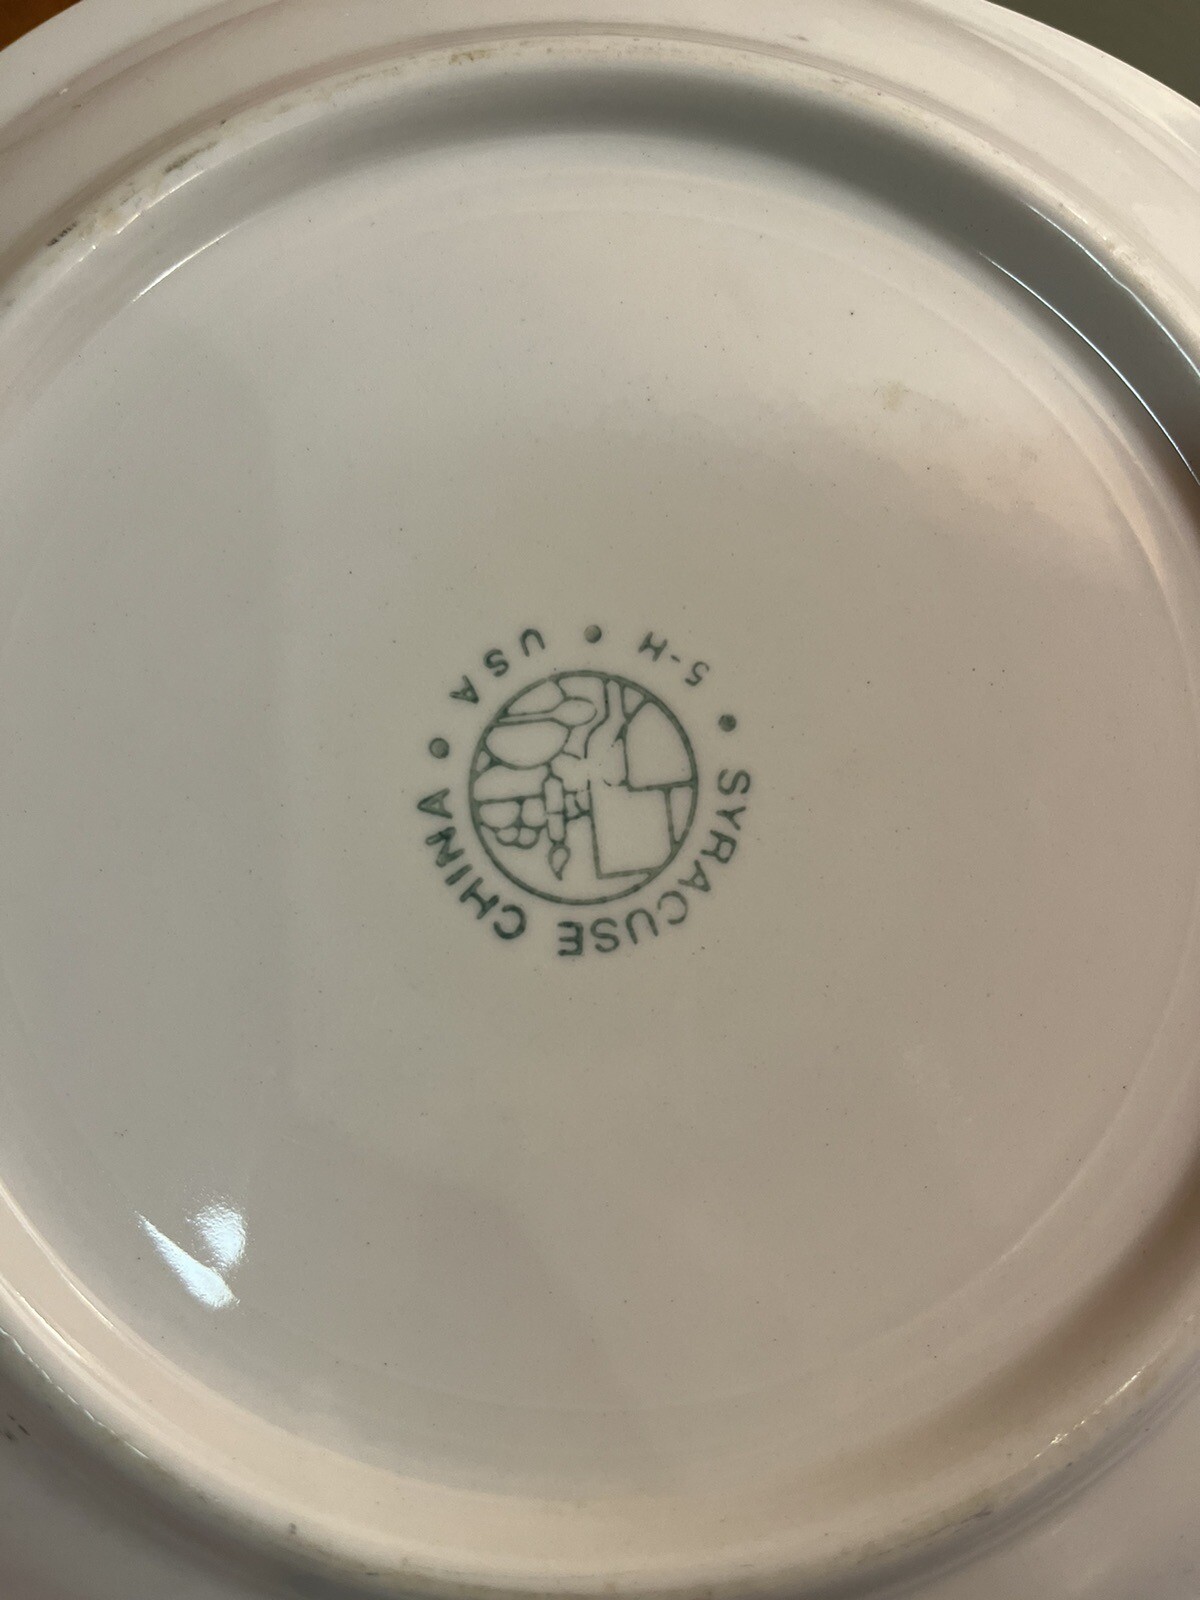 SYRACUSE CHINA • USA • 5-H •